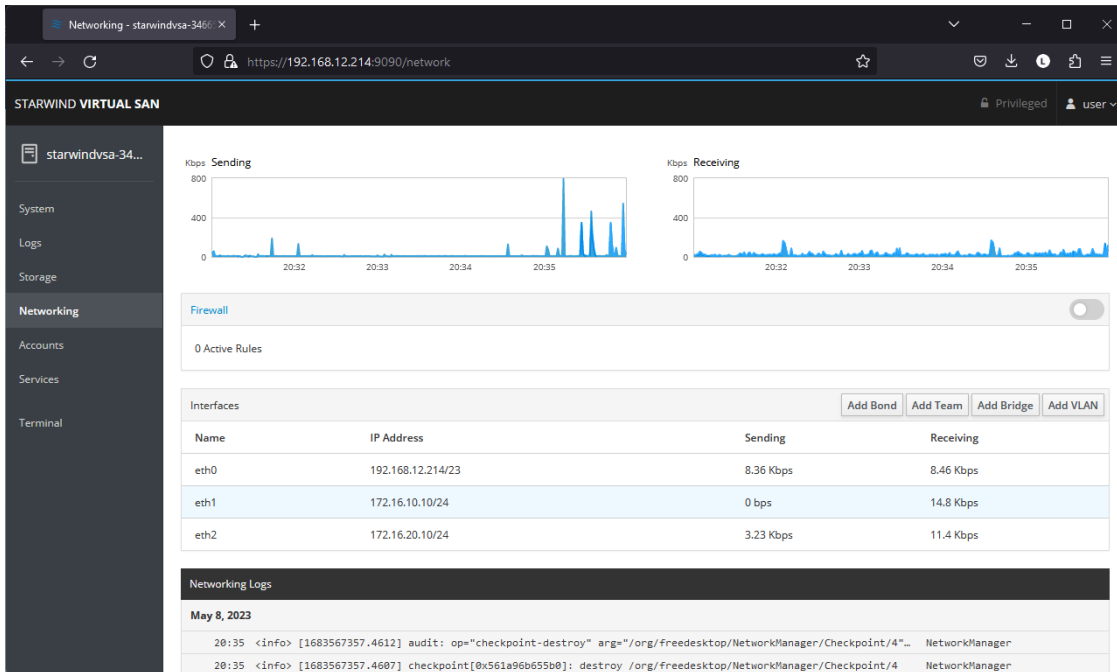 Networking - starwindvsa-3466
https://192.168.12.214:9090/network
L
STARWIND VIRTUAL SAN
Privileged
user
starwindvsa-34...
System
Logs
Storage
Networking
Accounts
Services
Terminal
Kbps Sending
800
400
0
20:32 20:33 20:34 20:35
Kbps Receiving
800
400
0
20:32 20:33 20:34 20:35
Firewall
0 Active Rules
Interfaces Add Bond Add Team Add Bridge Add VLAN
Name IP Address Sending Receiving
eth0 192.168.12.214/23 8.36 Kbps 8.46 Kbps
eth1 172.16.10.10/24 0 bps 14.8 Kbps
eth2 172.16.20.10/24 3.23 Kbps 11.4 Kbps
Networking Logs
May 8, 2023
20:35 <info> [1683567357.4612] audit: op="checkpoint-destroy" arg="/org/freedesktop/NetworkManager/Checkpoint/4"… NetworkManager
20:35 <info> [1683567357.4607] checkpoint[0x561a96b655b0]: destroy /org/freedesktop/NetworkManager/Checkpoint/4 NetworkManager